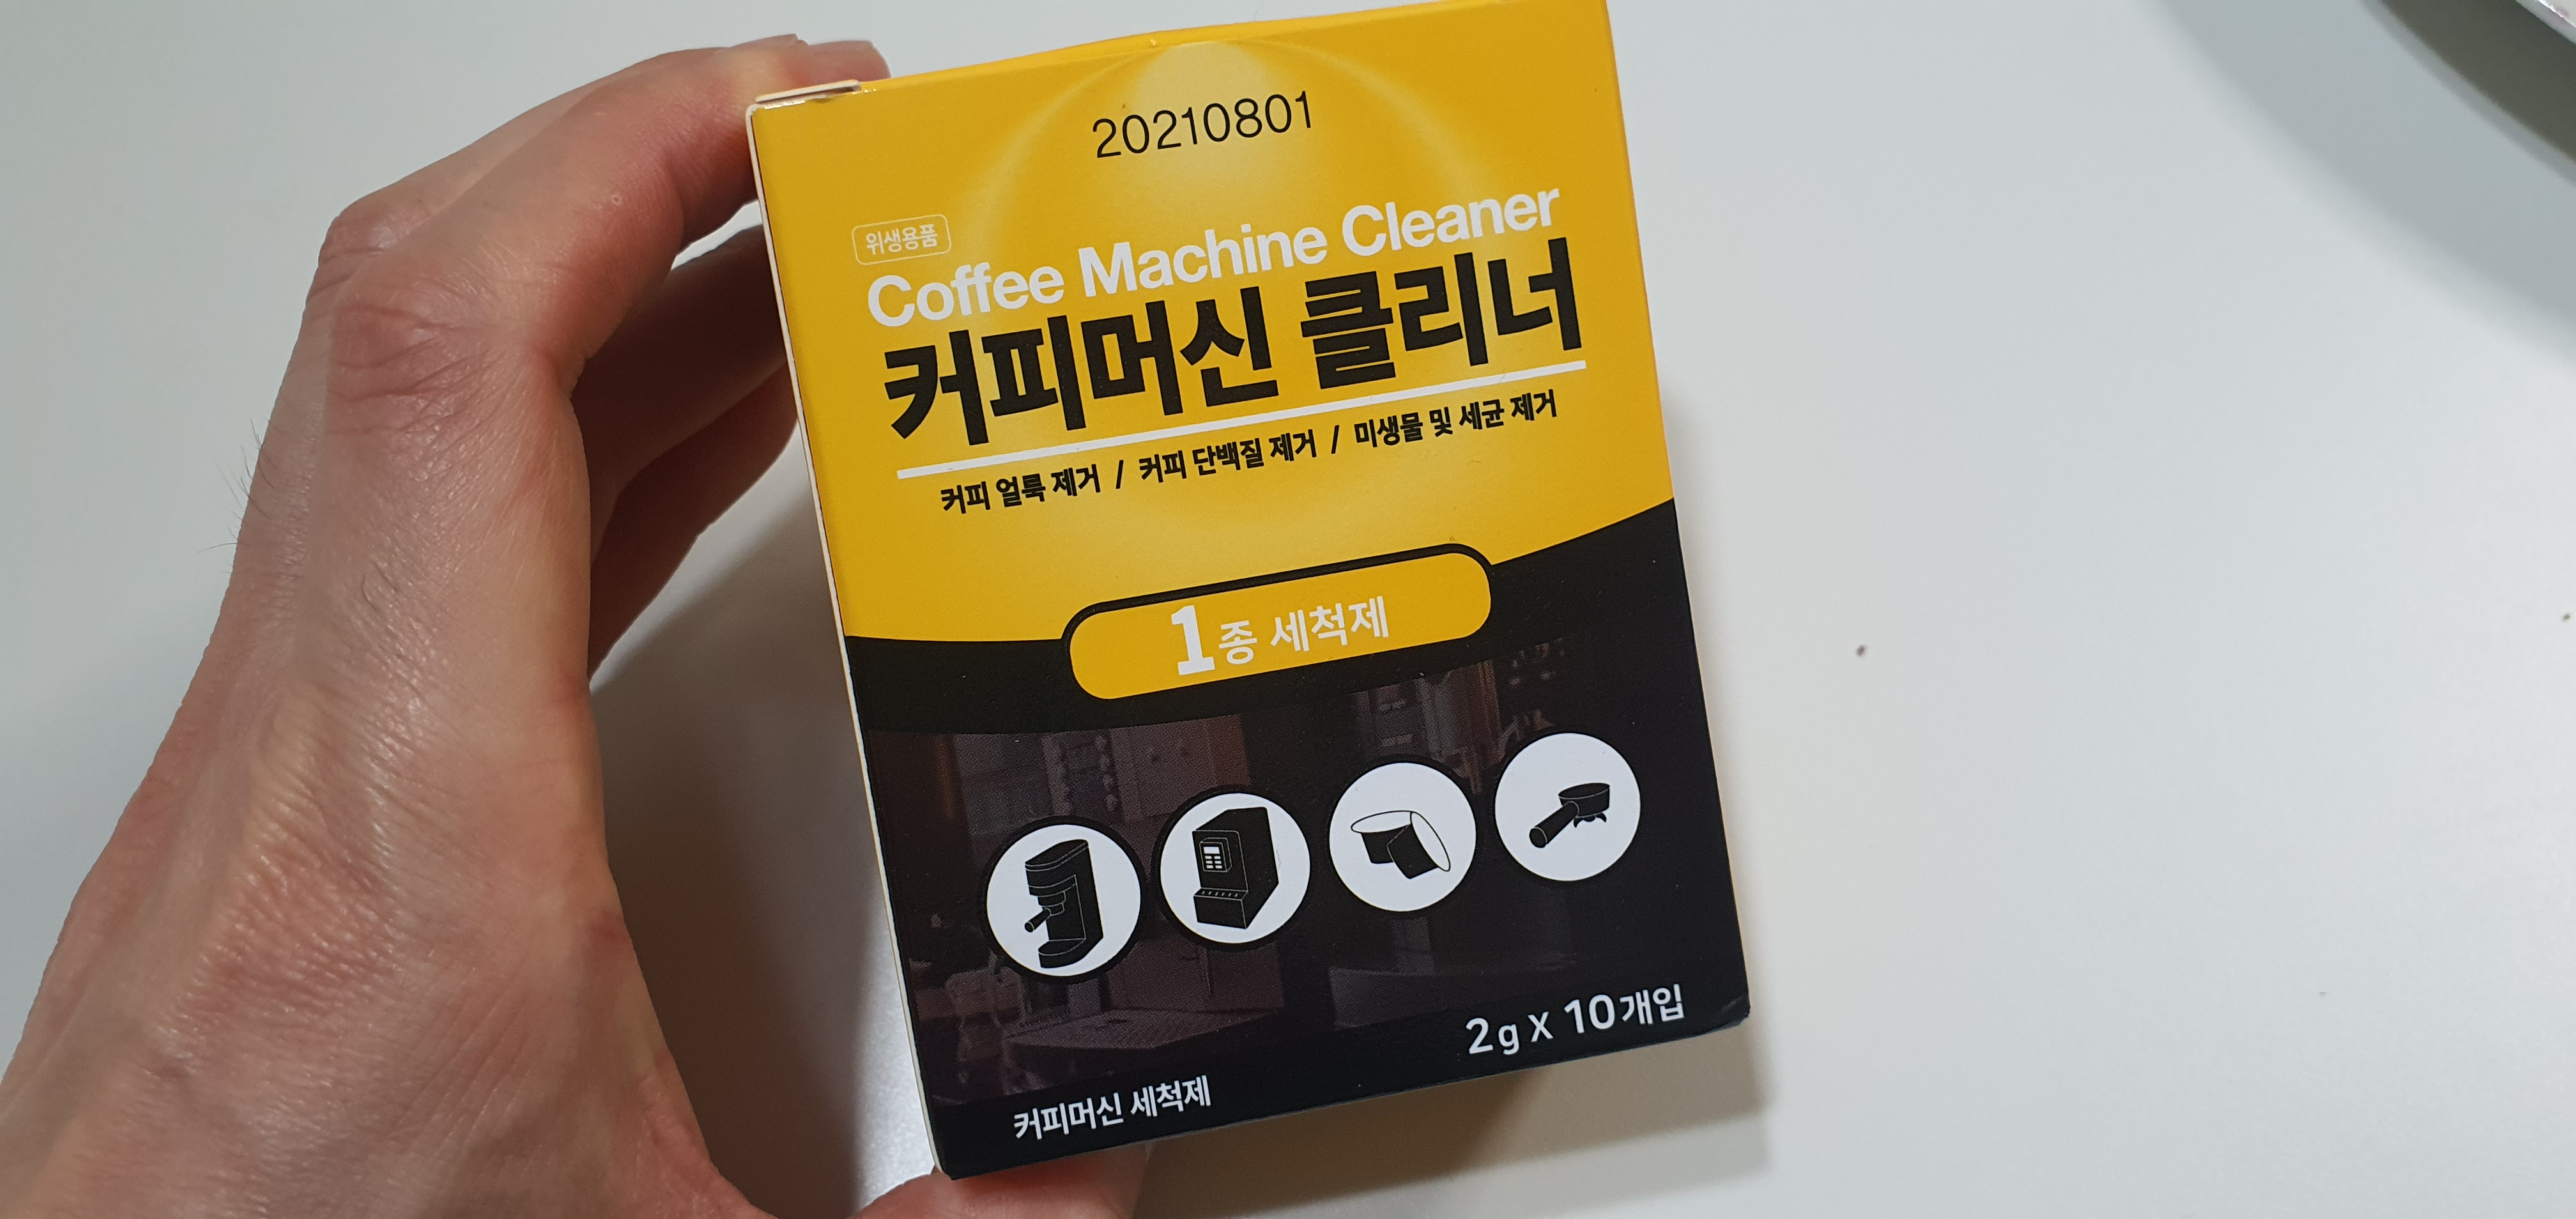 20210801
위생용품
Coffee Machine Cleaner
커피머신 클리너
커피 얼룩 제거 / 커피 단백질 제거 / 미생물 및 세균 제거
1종 세척제
2g X 10개입
커피머신 세척제